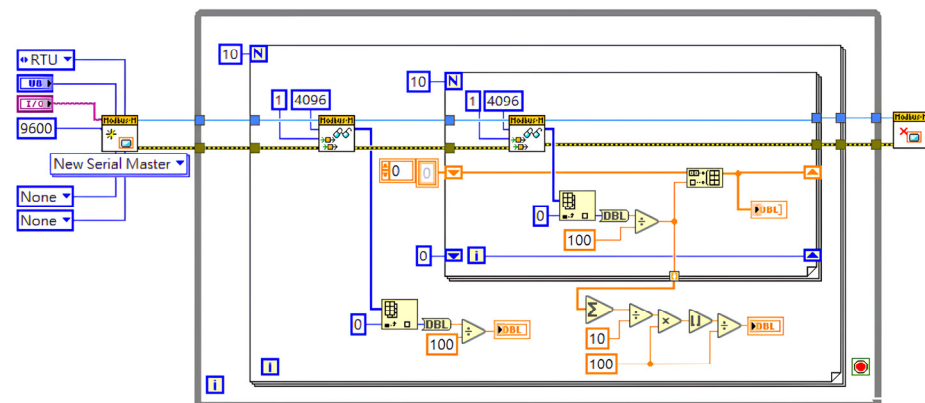 RTU
U8
I/O
9600
Modbus-M
New Serial Master
None
None
10 N
1 4096
Modbus-M
10 N
1 4096
Modbus-M
Modbus-M
0 0
0 DBL
100
DBL
0 i
Σ
10
100
DBL
0 DBL
100
DBL
i
i